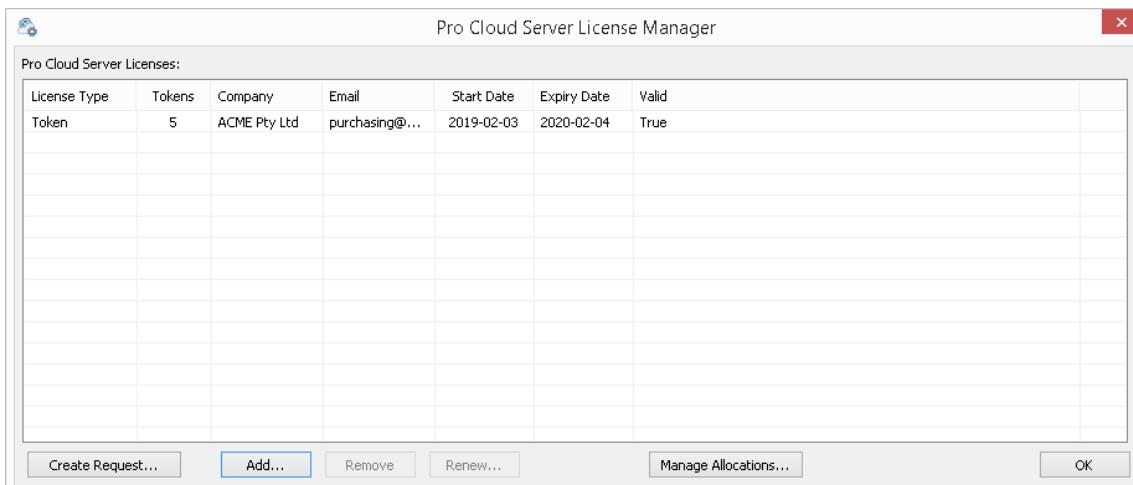 Pro Cloud Server License Manager
Pro Cloud Server Licenses:
License Type Tokens Company Email Start Date Expiry Date Valid
Token 5 ACME Pty Ltd purchasing@... 2019-02-03 2020-02-04 True
Create Request... Add... Remove Renew... Manage Allocations... OK